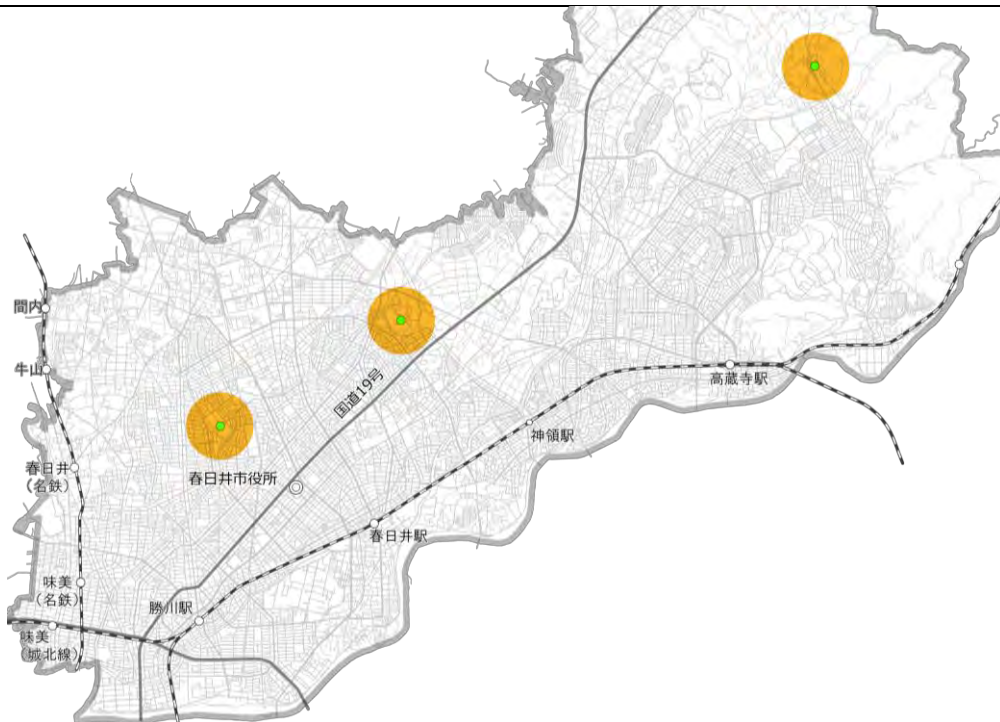 間内
牛山
国道19号
高蔵寺駅
神領駅
春日井
(名鉄)
春日井市役所
春日井駅
味美
(名鉄)
勝川駅
味美
(城北線)